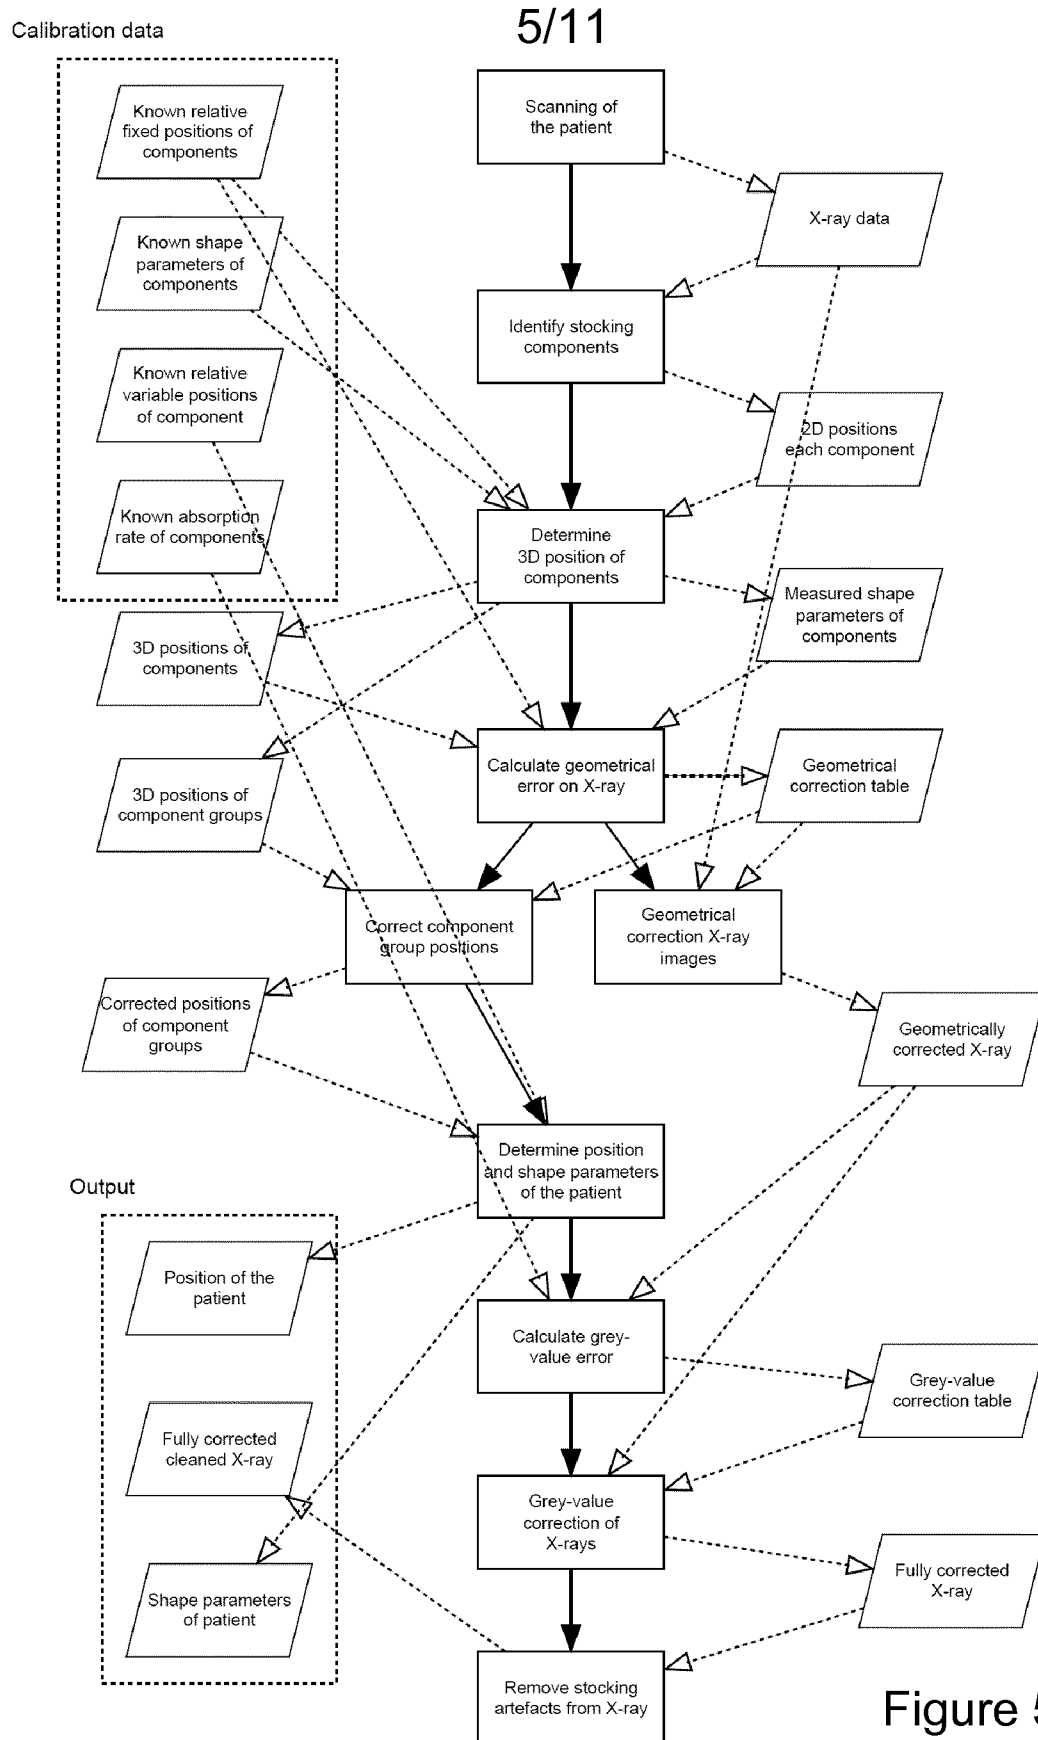 5/11
Calibration data
Scanning of
the patient
Known relative
fixed positions of
components
X-ray data
Known shape
parameters of
components
Identify stocking
components
Known relative
variable positions
of component
2D positions
each component
Known absorption
rate of components
Determine
3D position of
components
Measured shape
parameters of
components
3D positions of
components
Calculate geometrical
error on X-ray
Geometrical
correction table
3D positions of
component groups
Correct component
group positions
Geometrical
correction X-ray
images
Corrected positions
of component
groups
Geometrically
corrected X-ray
Determine position
and shape parameters
of the patient
Output
Position of the
patient
Calculate grey-
value error
Grey-value
correction table
Fully corrected
cleaned X-ray
Grey-value
correction of
X-rays
Fully corrected
X-ray
Shape parameters
of patient
Remove stocking
artefacts from X-ray
Figure 5